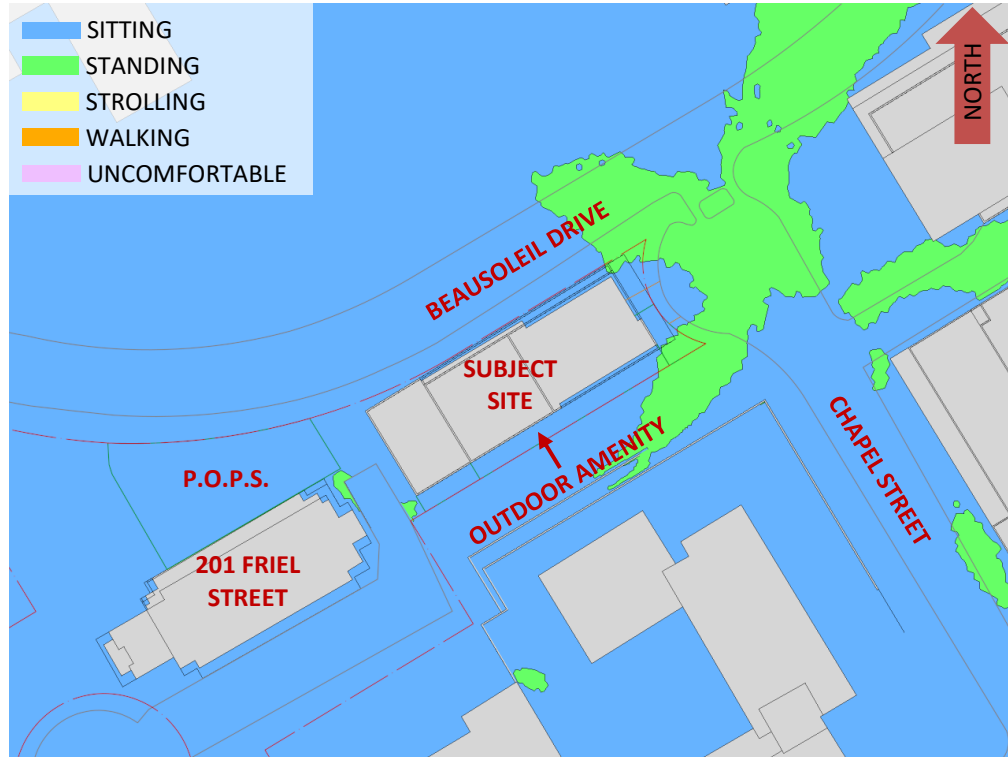 SITTING
STANDING
STROLLING
WALKING
UNCOMFORTABLE
NORTH
BEAUSOLEIL DRIVE
SUBJECT
SITE
OUTDOOR AMENITY
CHAPEL STREET
P.O.P.S.
201 FRIEL
STREET